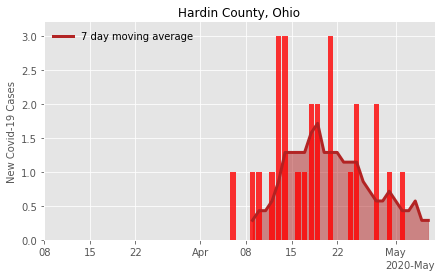 Hardin County, Ohio
7 day moving average
New Covid-19 Cases
3.0
2.5
2.0
1.5
1.0
0.5
0.0
08 15 22 Apr 08 15 22 May
2020-May